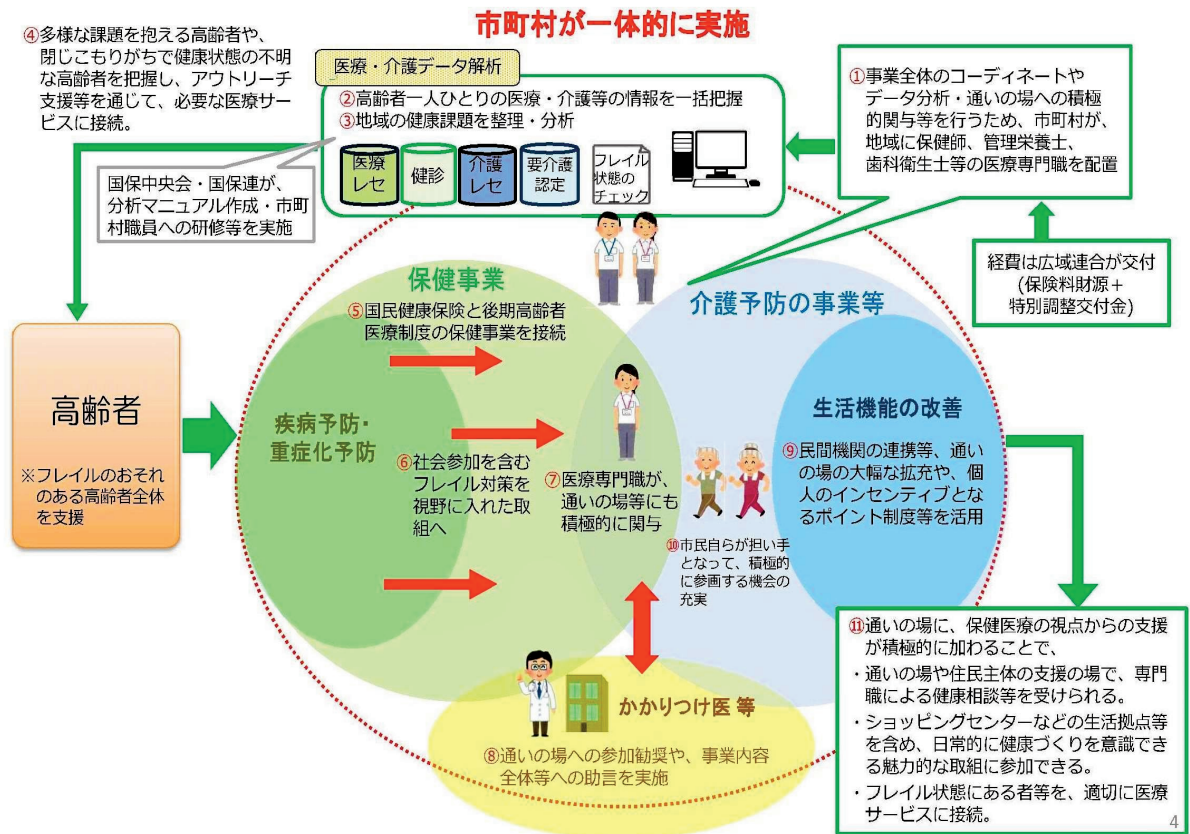 市町村が一体的に実施
④多様な課題を抱える高齢者や、
閉じこもりがちで健康状態の不明
な高齢者を把握し、アウトリーチ
支援等を通じて、必要な医療サー
ビスに接続。
医療・介護データ解析
②高齢者一人ひとりの医療・介護等の情報を一括把握
③地域の健康課題を整理・分析
医療
レセ
健診
介護
レセ
要介護
認定
フレイル
状態の
チェック
①事業全体のコーディネートや
データ分析・通いの場への積極
的関与等を行うため、市町村が、
地域に保健師、管理栄養士、
歯科衛生士等の医療専門職を配置
国保中央会・国保連が、
分析マニュアル作成・市町
村職員への研修等を実施
経費は広域連合が交付
(保険料財源＋
特別調整交付金)
保健事業
⑤国民健康保険と後期高齢者
医療制度の保健事業を接続
介護予防の事業等
高齢者
※フレイルのおそれ
のある高齢者全体
を支援
疾病予防・
重症化予防
⑥社会参加を含む
フレイル対策を
視野に入れた取
組へ
⑦医療専門職が、
通いの場等にも
積極的に関与
生活機能の改善
⑨民間機関の連携等、通い
の場の大幅な拡充や、個
人のインセンティブとな
るポイント制度等を活用
⑩市民自らが担い手
となって、積極的
に参画する機会の
充実
かかりつけ医 等
⑧通いの場への参加勧奨や、事業内容
全体等への助言を実施
⑪通いの場に、保健医療の視点からの支援
が積極的に加わることで、
・通いの場や住民主体の支援の場で、専門
職による健康相談等を受けられる。
・ショッピングセンターなどの生活拠点等
を含め、日常的に健康づくりを意識でき
る魅力的な取組に参加できる。
・フレイル状態にある者等を、適切に医療
サービスに接続。
4